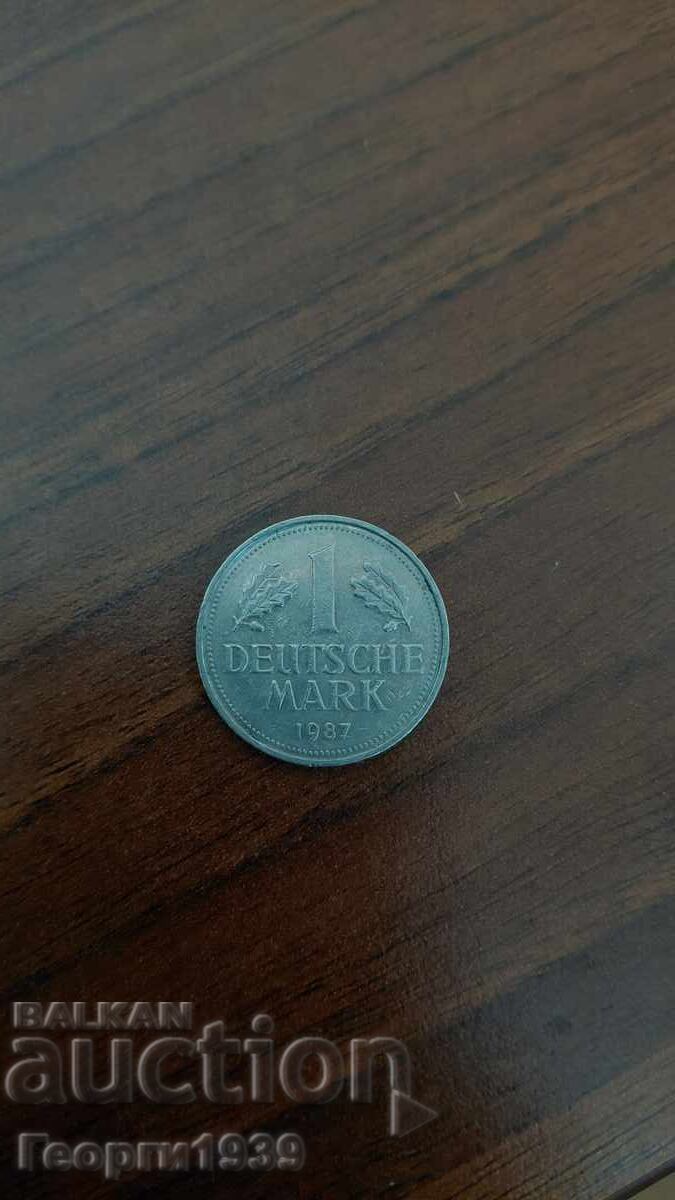 1
DEUTSCHE
MARK
1987
BALKAN
auction
Георги1939